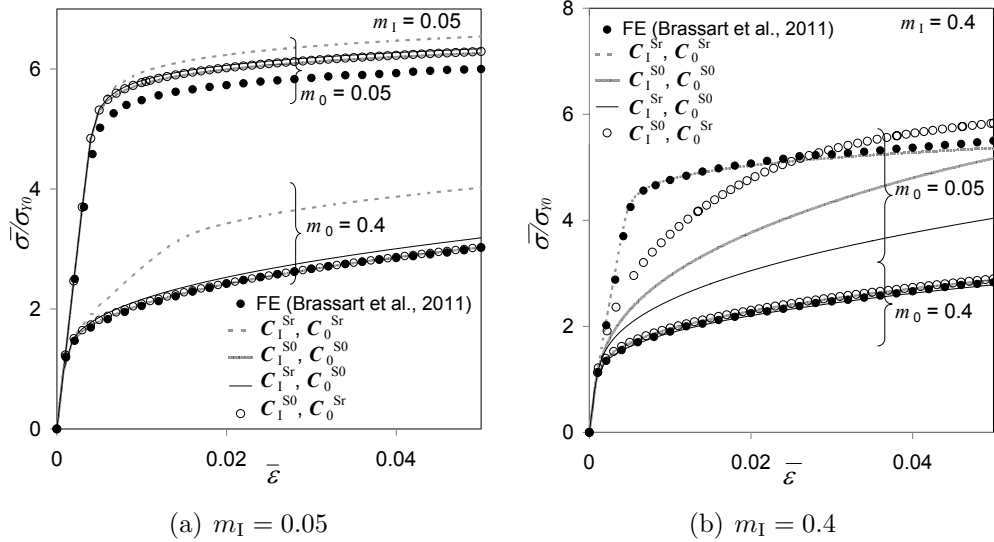 m_I = 0.05
6
m_0 = 0.05
4
m_0 = 0.4
2
FE (Brassart et al., 2011)
C_I^Sr, C_0^Sr
C_I^S0, C_0^S0
C_I^Sr, C_0^S0
C_I^S0, C_0^Sr
0
0 0.02 0.04
σ̅/σ_Y0
ε̅
(a) m_I = 0.05
8
FE (Brassart et al., 2011)
m_I = 0.4
C_I^Sr, C_0^Sr
C_I^S0, C_0^S0
C_I^Sr, C_0^S0
C_I^S0, C_0^Sr
6
m_0 = 0.05
4
m_0 = 0.4
2
0
0 0.02 0.04
σ̅/σ_Y0
ε̅
(b) m_I = 0.4